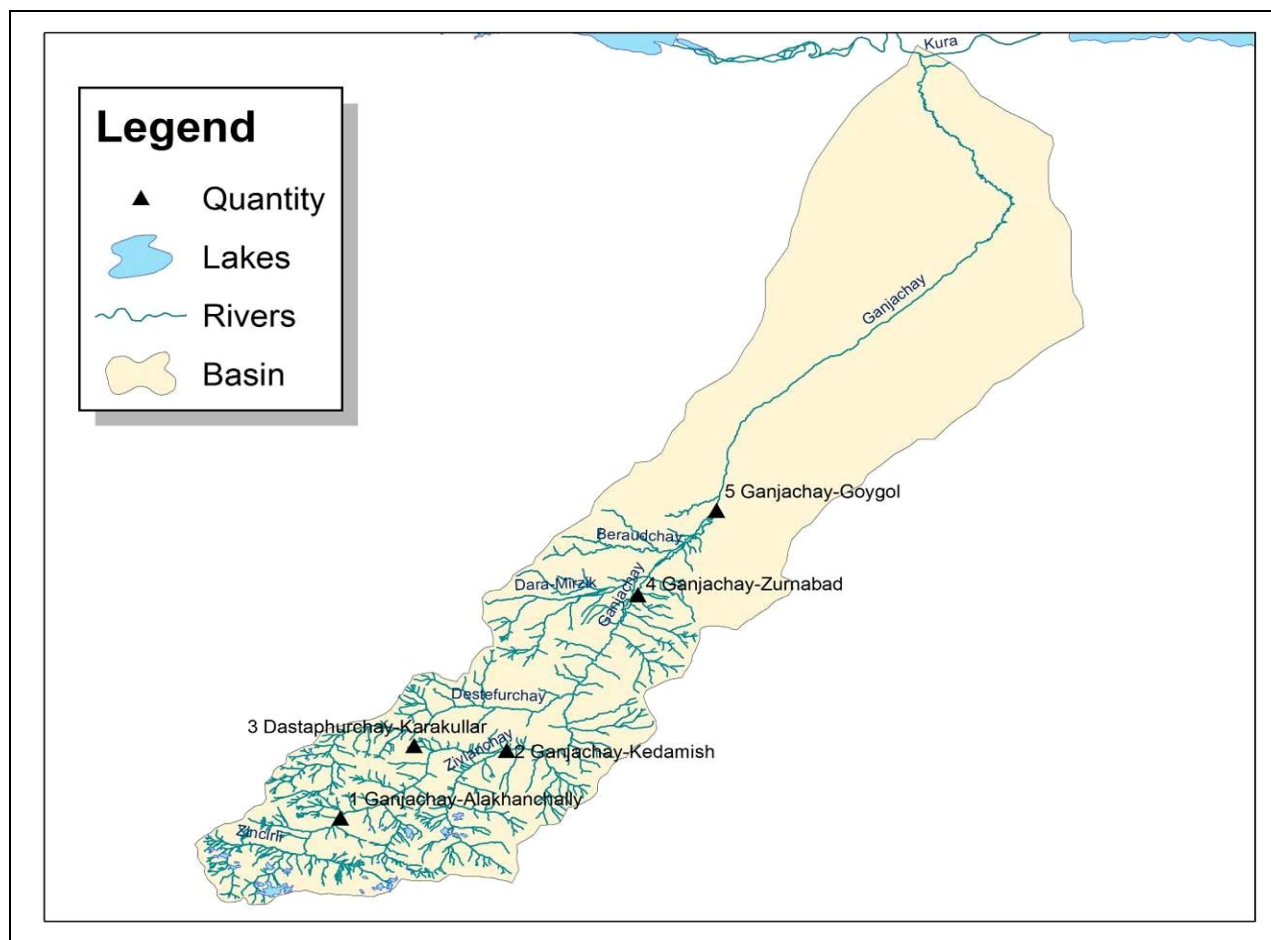 Kura
Legend
Quantity
Lakes
Rivers
Basin
Ganjachay
5 Ganjachay-Goygol
Beraudchay
Dara-Mirzik
Ganjachay
4 Ganjachay-Zurnabad
Destefurchay
3 Dastaphurchay-Karakullar
Zivlanchay
2 Ganjachay-Kedamish
1 Ganjachay-Alakhanchally
Zincirli